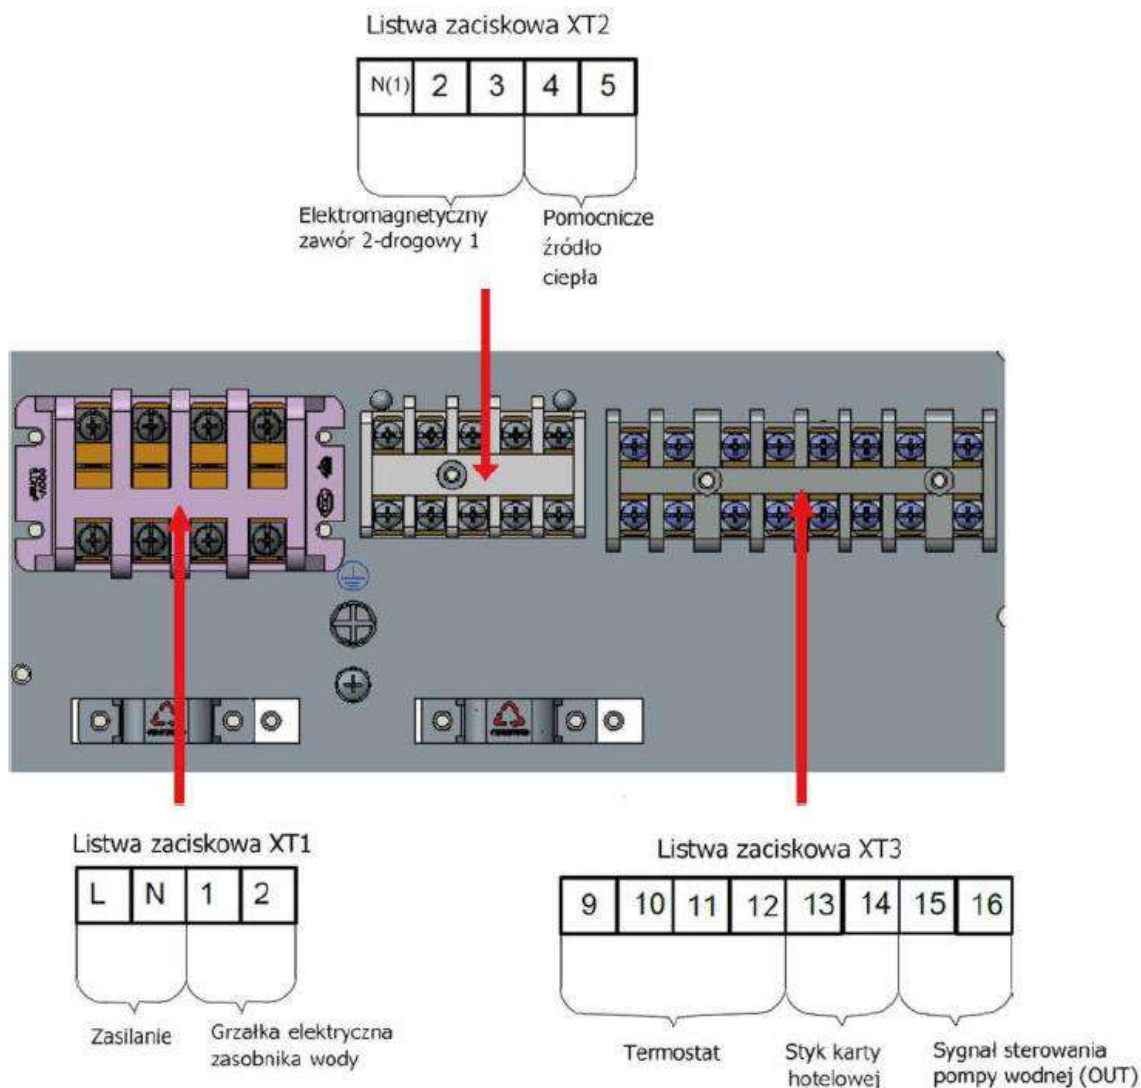 Listwa zaciskowa XT2
N(1) 2 3 4 5
Elektromagnetyczny
zawór 2-drogowy 1
Pomocnicze
źródło
ciepła
Listwa zaciskowa XT1
L N 1 2
Zasilanie
Grzałka elektryczna
zasobnika wody
Listwa zaciskowa XT3
9 10 11 12 13 14 15 16
Termostat
Styk karty
hotelowej
Sygnał sterowania
pompy wodnej (OUT)